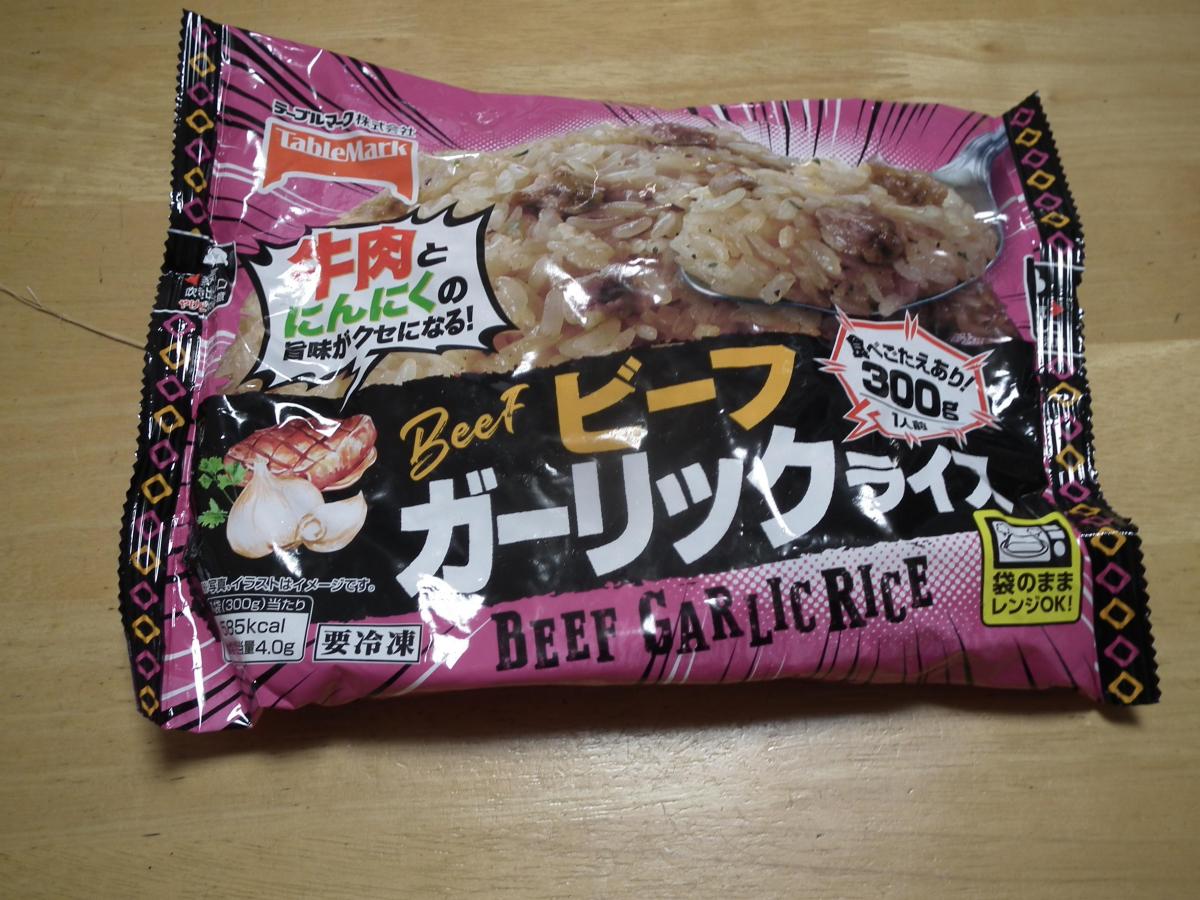 テーブルマーク株式会社
TableMark
牛肉と
にんにくの
旨味がクセになる!
食べごたえあり!
300g
1人前
Beef ビーフ
ガーリックライス
BEEF GARLIC RICE
袋のまま
レンジOK!
写真、イラストはイメージです。
袋(300g)当たり
585kcal
当量4.0g
要冷凍